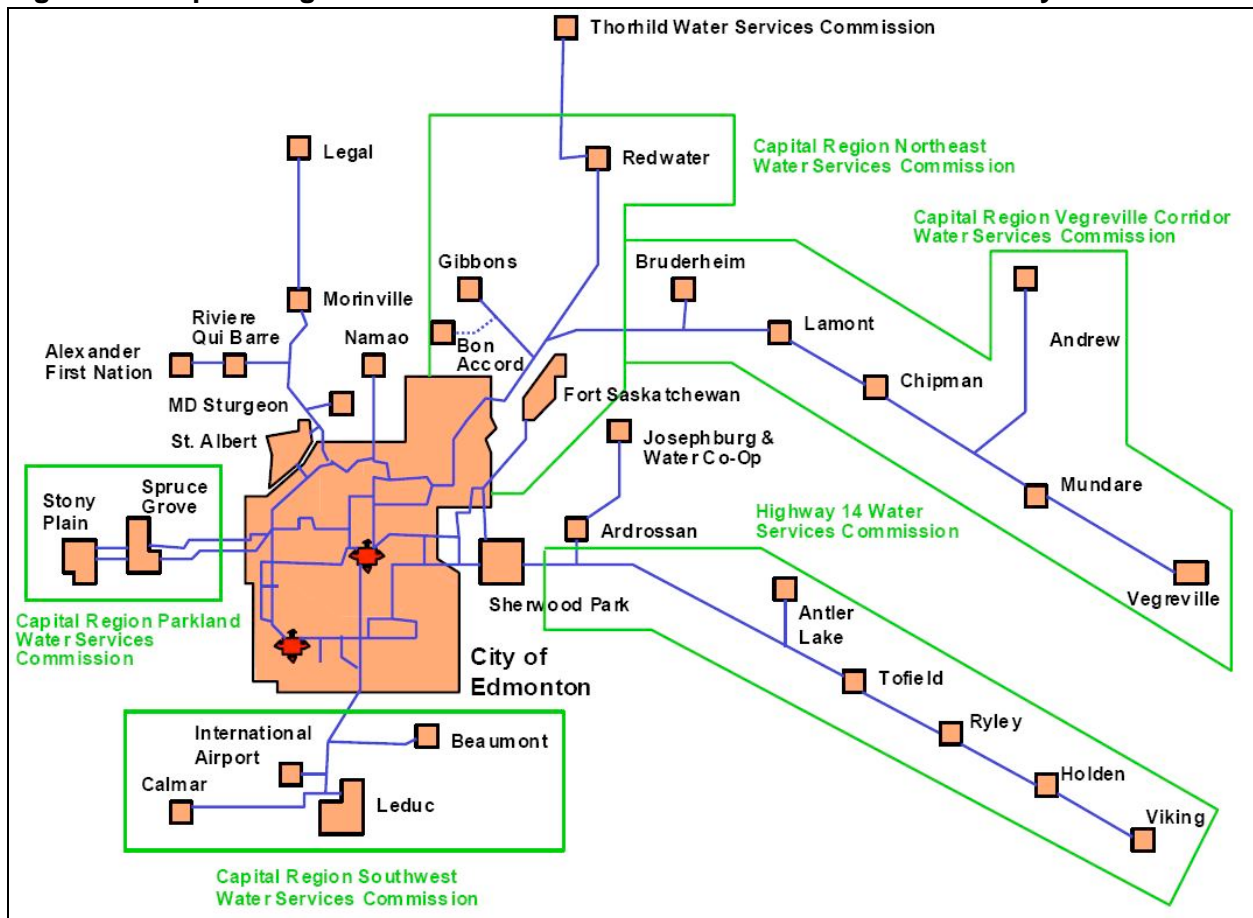 Thorhild Water Services Commission
Legal
Redwater
Capital Region Northeast
Water Services Commission
Capital Region Vegreville Corridor
Water Services Commission
Gibbons
Bruderheim
Morinville
Riviere
Qui Barre
Namao
Bon
Accord
Lamont
Andrew
Alexander
First Nation
Chipman
Fort Saskatchewan
MD Sturgeon
St. Albert
Josephburg &
Water Co-Op
Mundare
Stony
Plain
Spruce
Grove
Highway 14 Water
Services Commission
Ardrossan
Vegreville
Sherwood Park
Antler
Lake
Capital Region Parkland
Water Services
Commission
City of
Edmonton
Tofield
Ryley
International
Airport
Beaumont
Holden
Calmar
Leduc
Viking
Capital Region Southwest
Water Services Commission